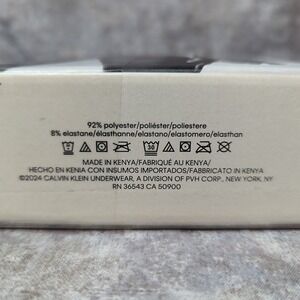 92% polyester/poliéster/poliestere
8% elastane/élasthanne/elastano/elastomero/elasthan
MADE IN KENYA/FABRIQUÉ AU KENYA/
HECHO EN KENIA CON INSUMOS IMPORTADOS/FABBRICATO IN KENYA
©2024 CALVIN KLEIN UNDERWEAR, A DIVISION OF PVH CORP., NEW YORK, NY
RN 36543 CA 50900